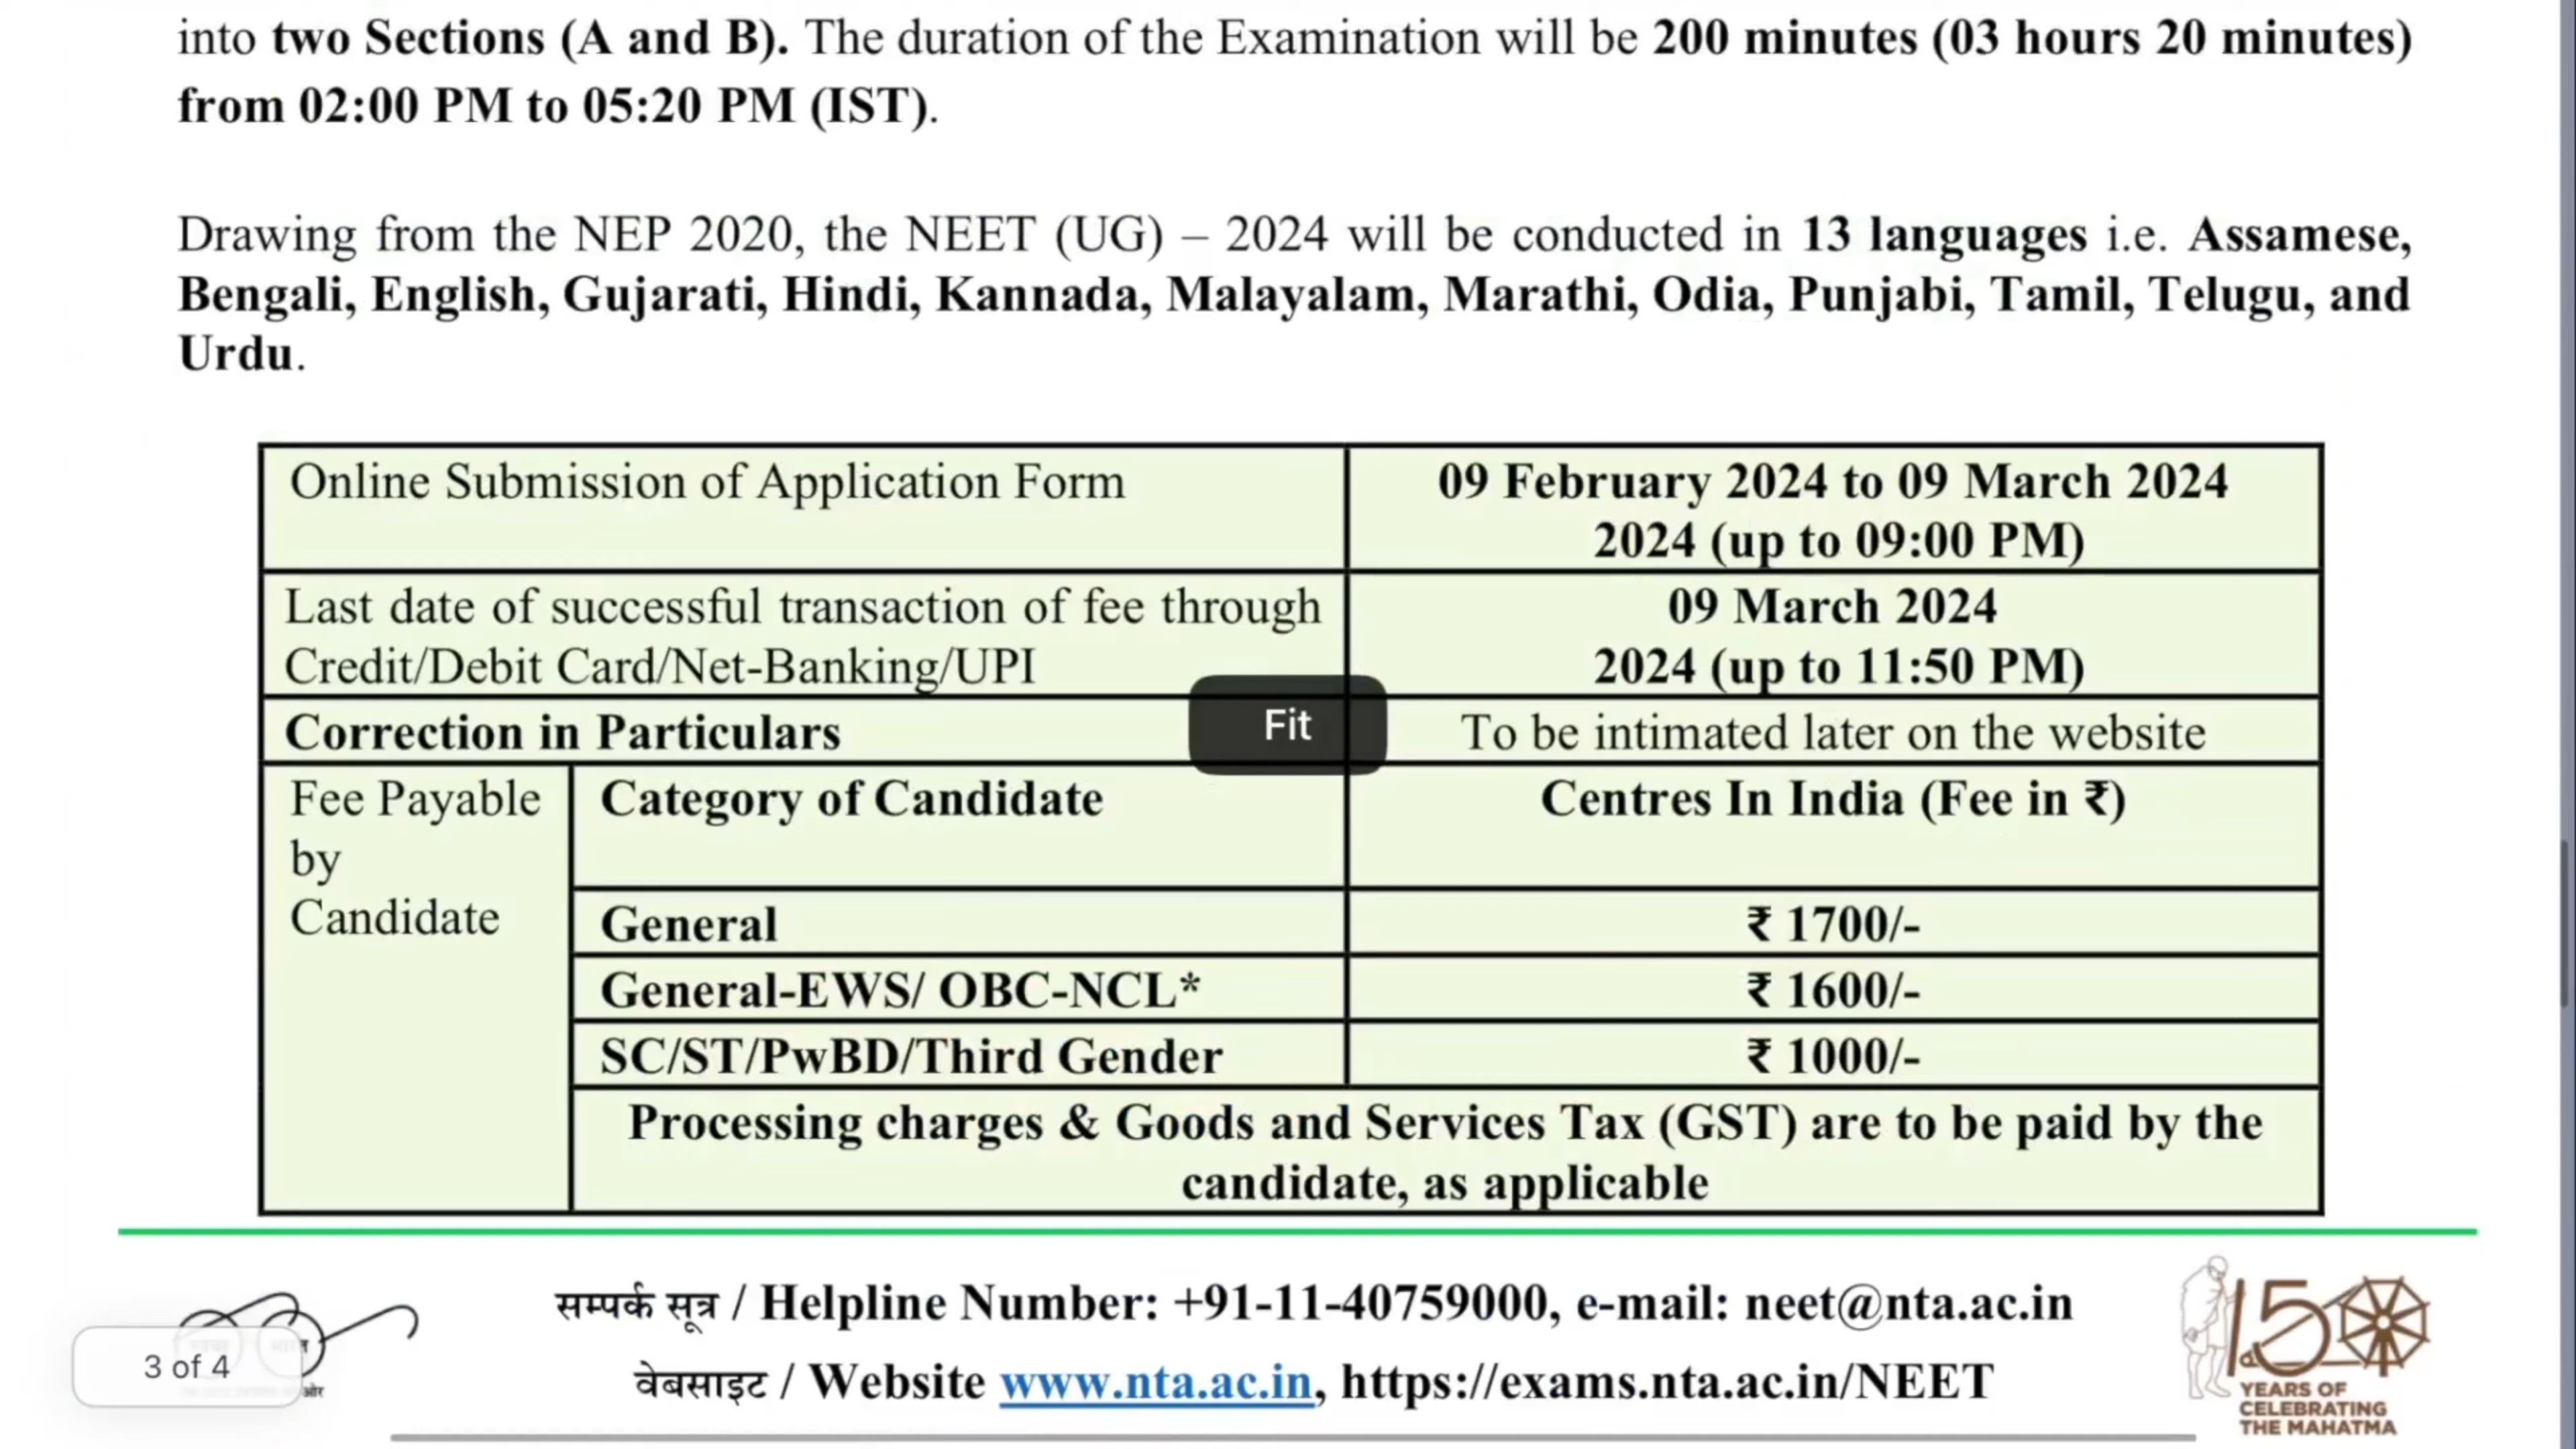 into two Sections (A and B). The duration of the Examination will be 200 minutes (03 hours 20 minutes)
from 02:00 PM to 05:20 PM (IST).
Drawing from the NEP 2020, the NEET (UG) – 2024 will be conducted in 13 languages i.e. Assamese,
Bengali, English, Gujarati, Hindi, Kannada, Malayalam, Marathi, Odia, Punjabi, Tamil, Telugu, and
Urdu.
Online Submission of Application Form
09 February 2024 to 09 March 2024
2024 (up to 09:00 PM)
Last date of successful transaction of fee through
Credit/Debit Card/Net-Banking/UPI
09 March 2024
2024 (up to 11:50 PM)
Correction in Particulars
Fit
To be intimated later on the website
Fee Payable
by
Candidate
Category of Candidate
Centres In India (Fee in ₹)
General
₹ 1700/-
General-EWS/ OBC-NCL*
₹ 1600/-
SC/ST/PwBD/Third Gender
₹ 1000/-
Processing charges & Goods and Services Tax (GST) are to be paid by the
candidate, as applicable
सम्पर्क सूत्र / Helpline Number: +91-11-40759000, e-mail: neet@nta.ac.in
वेबसाइट / Website www.nta.ac.in, https://exams.nta.ac.in/NEET
3 of 4
ओर
150
YEARS OF
CELEBRATING
THE MAHATMA